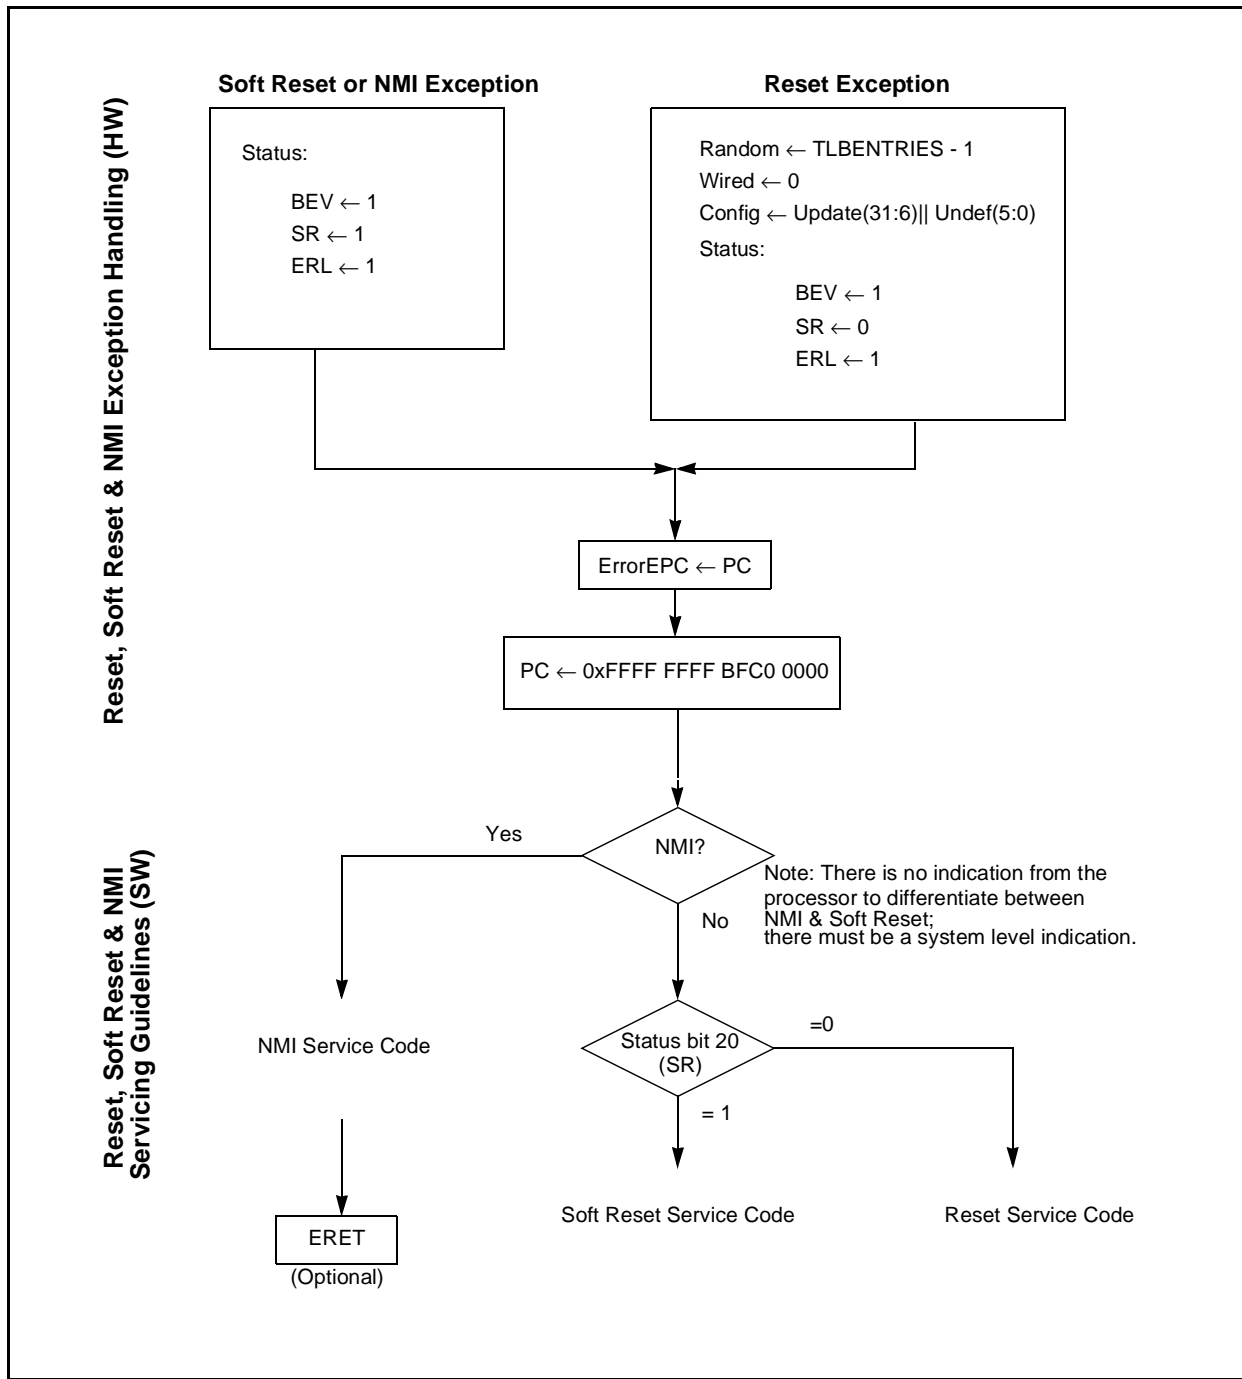 Reset, Soft Reset & NMI Exception Handling (HW)
Soft Reset or NMI Exception
Status:
BEV ← 1
SR ← 1
ERL ← 1
Reset Exception
Random ← TLBENTRIES - 1
Wired ← 0
Config ← Update(31:6)|| Undef(5:0)
Status:
BEV ← 1
SR ← 0
ERL ← 1
ErrorEPC ← PC
PC ← 0xFFFF FFFF BFC0 0000
Reset, Soft Reset & NMI
Servicing Guidelines (SW)
NMI?
Yes
No
Note: There is no indication from the
processor to differentiate between
NMI & Soft Reset;
there must be a system level indication.
NMI Service Code
Status bit 20
(SR)
=0
= 1
Soft Reset Service Code
Reset Service Code
ERET
(Optional)